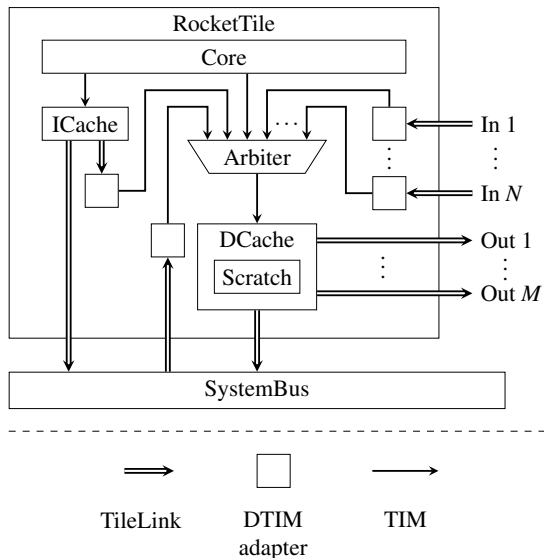 RocketTile
Core
ICache
In 1
⋯
Arbiter
⋮ ⋮
In N
DCache
Out 1
Scratch
⋮ ⋮
Out M
SystemBus
TileLink DTIM adapter TIM